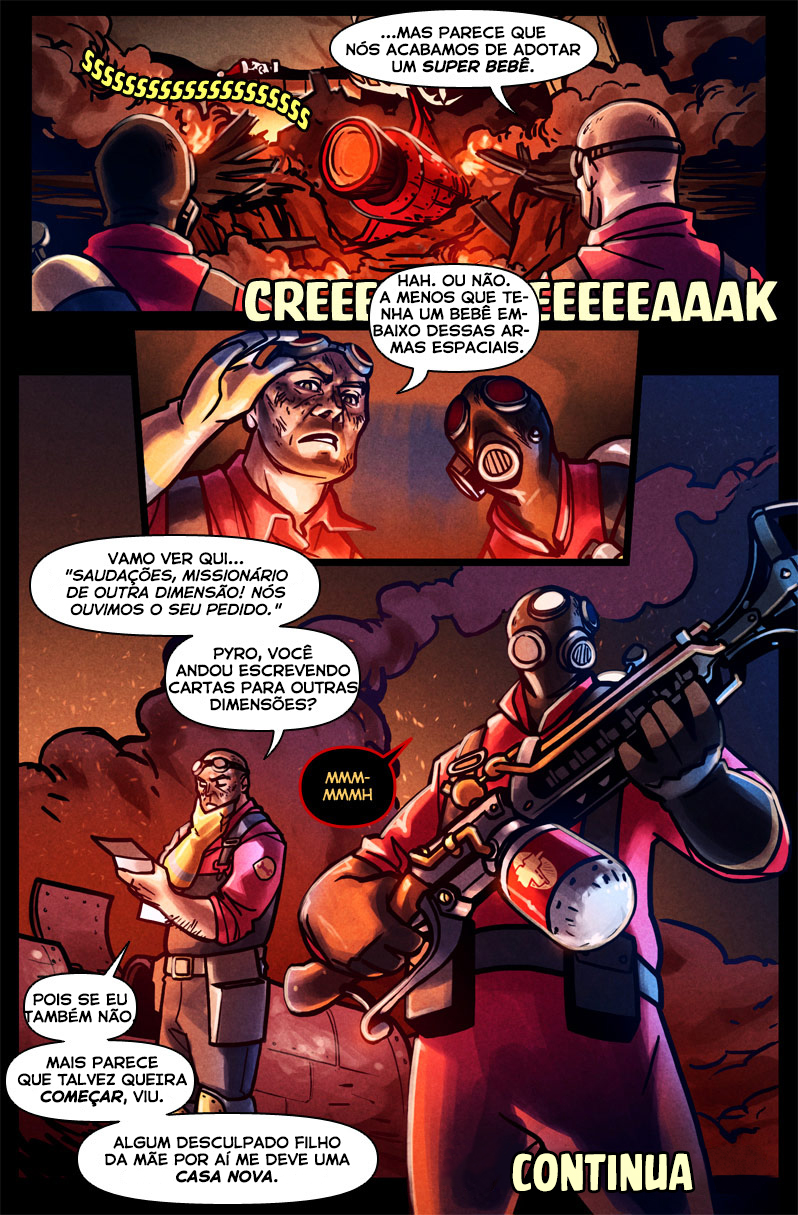 ...MAS PARECE QUE
NÓS ACABAMOS DE ADOTAR
UM SUPER BEBÊ.
SSSSSSSSSSSSSSSSSSSS
HAH. OU NÃO.
A MENOS QUE TE-
NHA UM BEBÊ EM-
BAIXO DESSAS AR-
MAS ESPACIAIS.
CREEE EEEEEEAAAK
VAMO VER QUI...
"SAUDAÇÕES, MISSIONÁRIO
DE OUTRA DIMENSÃO! NÓS
OUVIMOS O SEU PEDIDO."
PYRO, VOCÊ
ANDOU ESCREVENDO
CARTAS PARA OUTRAS
DIMENSÕES?
MMM-
MMMH
POIS SE EU
TAMBÉM NÃO.
MAIS PARECE
QUE TALVEZ QUEIRA
COMEÇAR, VIU.
ALGUM DESCULPADO FILHO
DA MÃE POR AÍ ME DEVE UMA
CASA NOVA.
CONTINUA